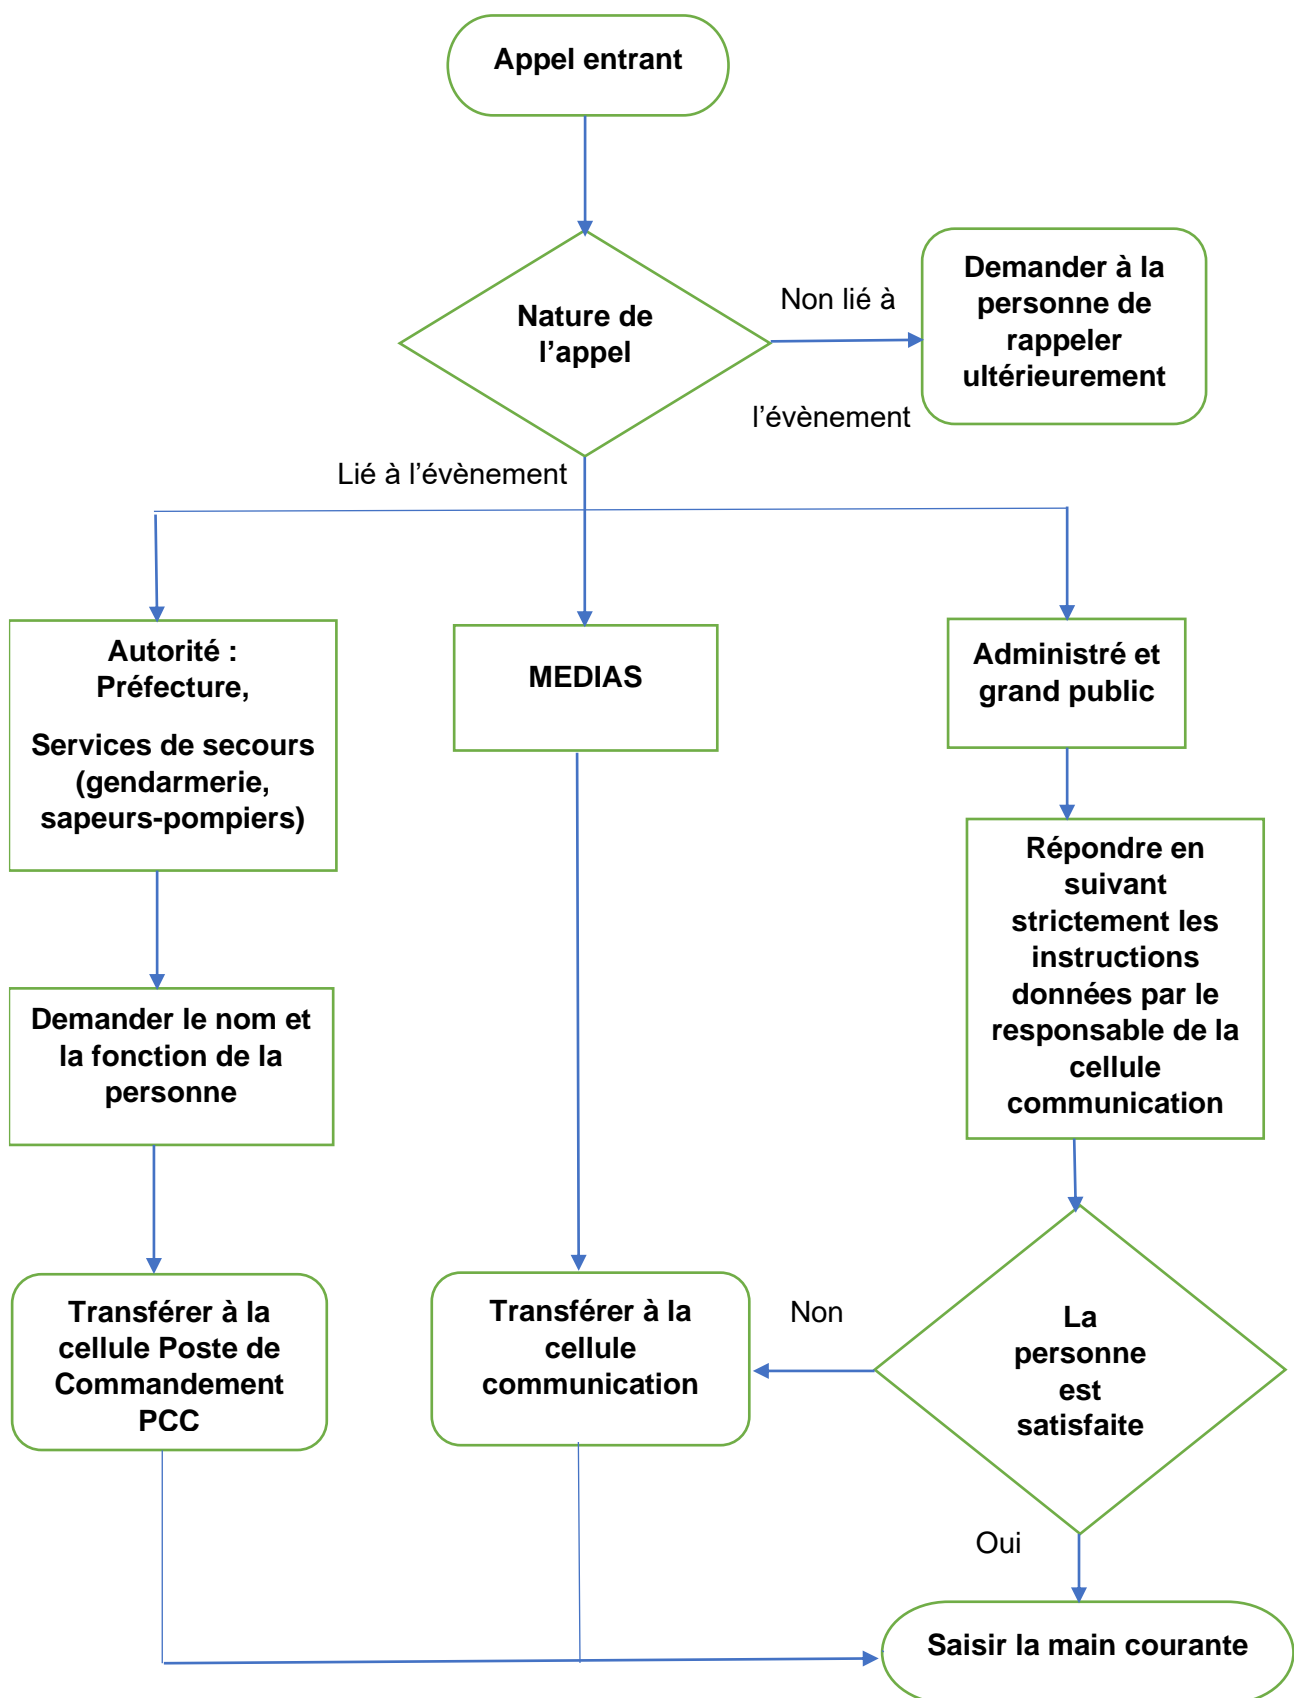 Appel entrant
Nature de
l’appel
Non lié à
l’évènement
Demander à la
personne de
rappeler
ultérieurement
Lié à l’évènement
Autorité :
Préfecture,
Services de secours
(gendarmerie,
sapeurs-pompiers)
MEDIAS
Administré et
grand public
Demander le nom et
la fonction de la
personne
Répondre en
suivant
strictement les
instructions
données par le
responsable de la
cellule
communication
Transférer à la
cellule Poste de
Commandement
PCC
Transférer à la
cellule
communication
Non
La
personne
est
satisfaite
Oui
Saisir la main courante